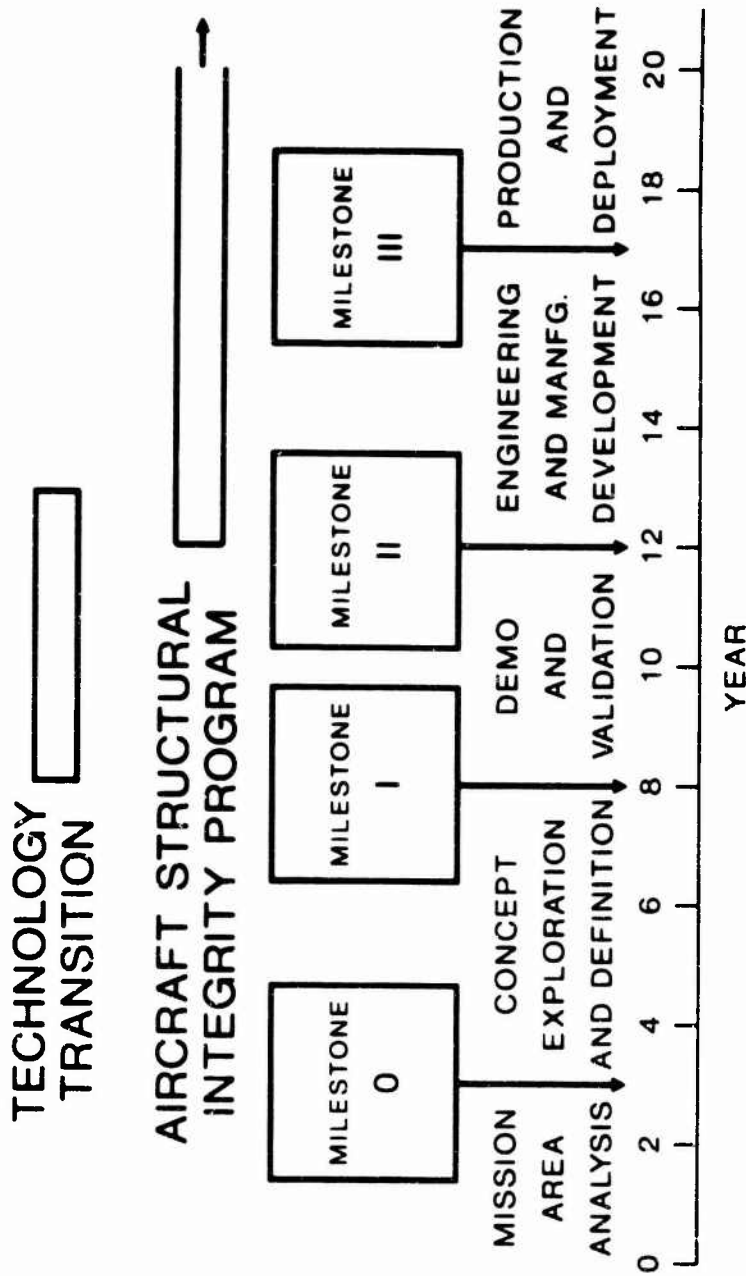 TECHNOLOGY
TRANSITION
AIRCRAFT STRUCTURAL
INTEGRITY PROGRAM
MILESTONE
0
MILESTONE
I
MILESTONE
II
MILESTONE
III
MISSION
AREA
ANALYSIS
CONCEPT
EXPLORATION
AND DEFINITION
DEMO
AND
VALIDATION
ENGINEERING
AND MANFG.
DEVELOPMENT
PRODUCTION
AND
DEPLOYMENT
0 2 4 6 8 10 12 14 16 18 20
YEAR